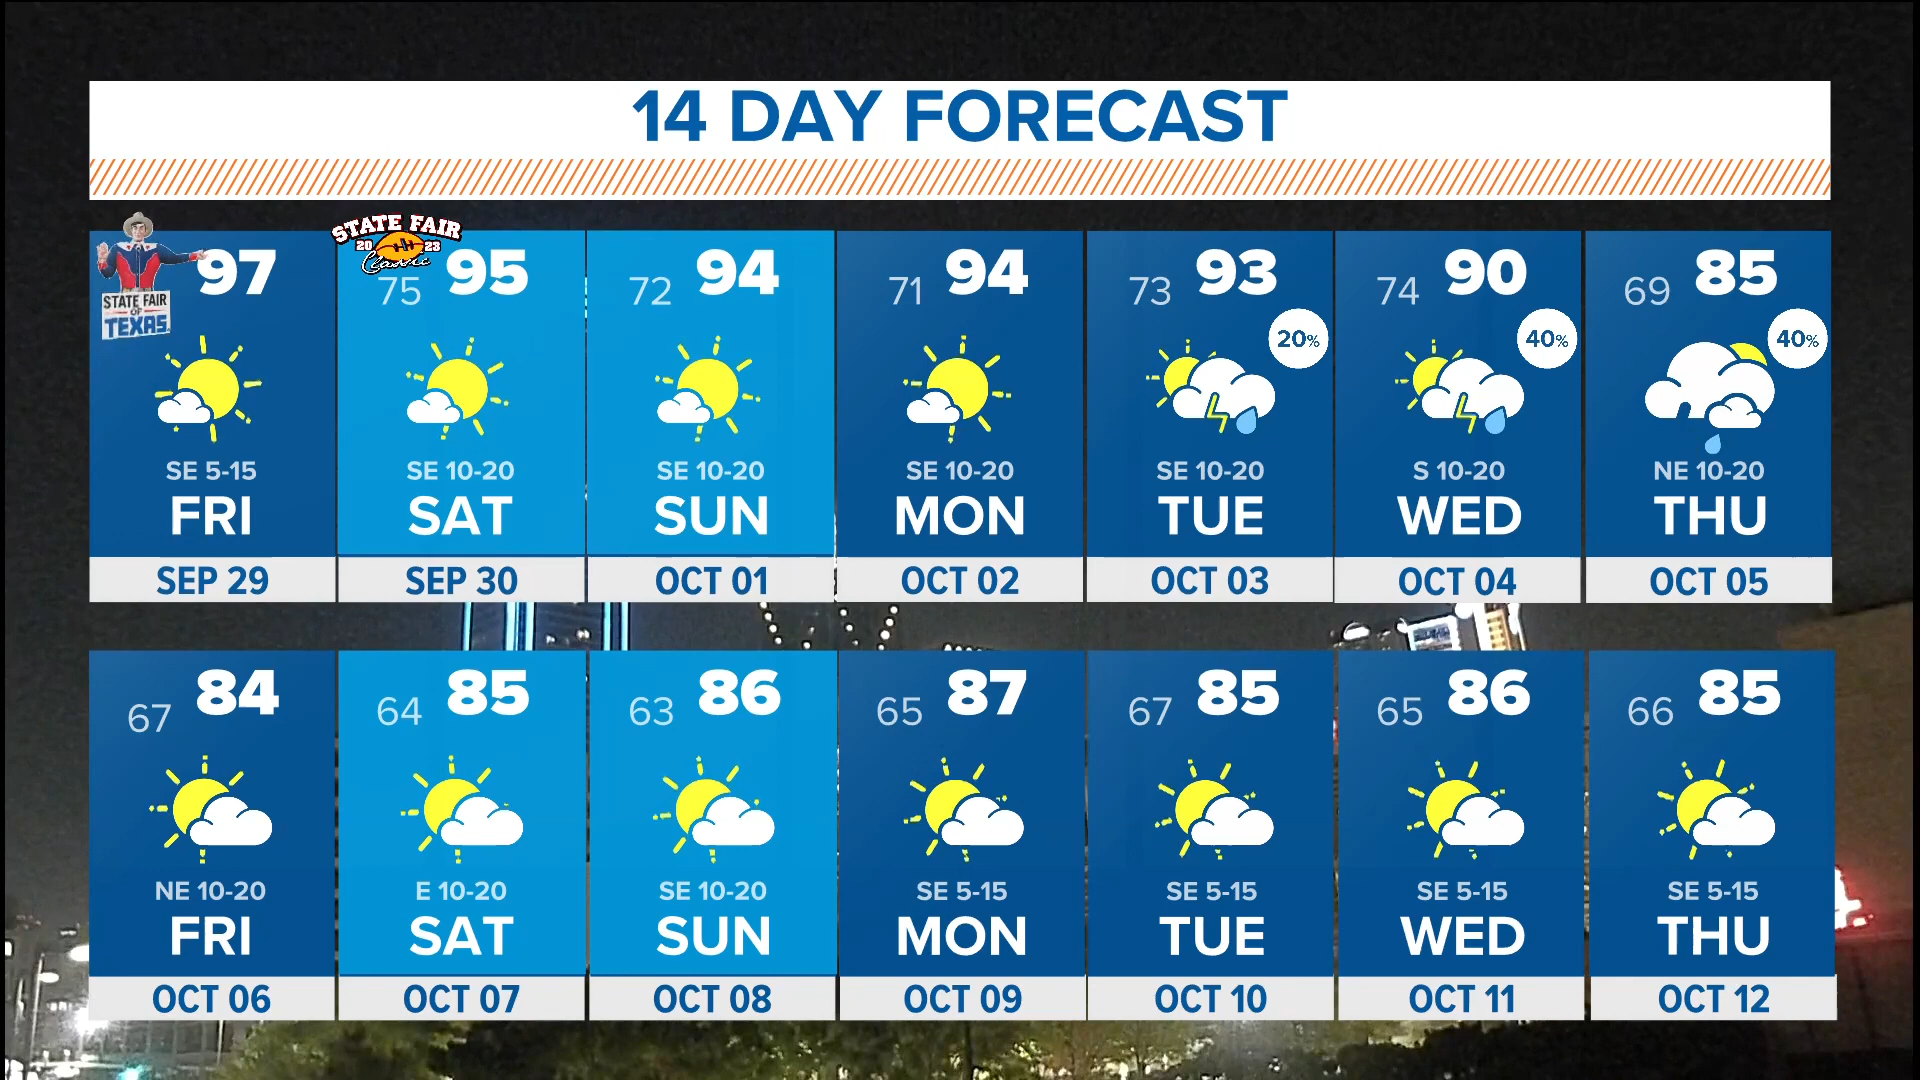 14 DAY FORECAST
STATE FAIR
OF
TEXAS
97
SE 5-15
FRI
SEP 29
STATE FAIR
20 23
Classic
75 95
SE 10-20
SAT
SEP 30
72 94
SE 10-20
SUN
OCT 01
71 94
SE 10-20
MON
OCT 02
73 93
20%
SE 10-20
TUE
OCT 03
74 90
40%
S 10-20
WED
OCT 04
69 85
40%
NE 10-20
THU
OCT 05
67 84
NE 10-20
FRI
OCT 06
64 85
E 10-20
SAT
OCT 07
63 86
SE 10-20
SUN
OCT 08
65 87
SE 5-15
MON
OCT 09
67 85
SE 5-15
TUE
OCT 10
65 86
SE 5-15
WED
OCT 11
66 85
SE 5-15
THU
OCT 12